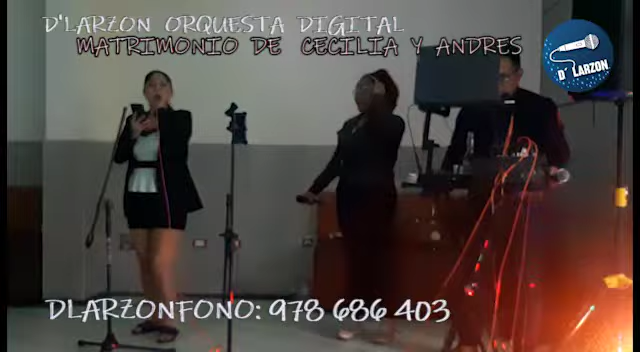 D'LARZON ORQUESTA DIGITAL
MATRIMONIO DE CECILIA Y ANDRES
D'LARZON
DLARZONFONO: 978 686 403